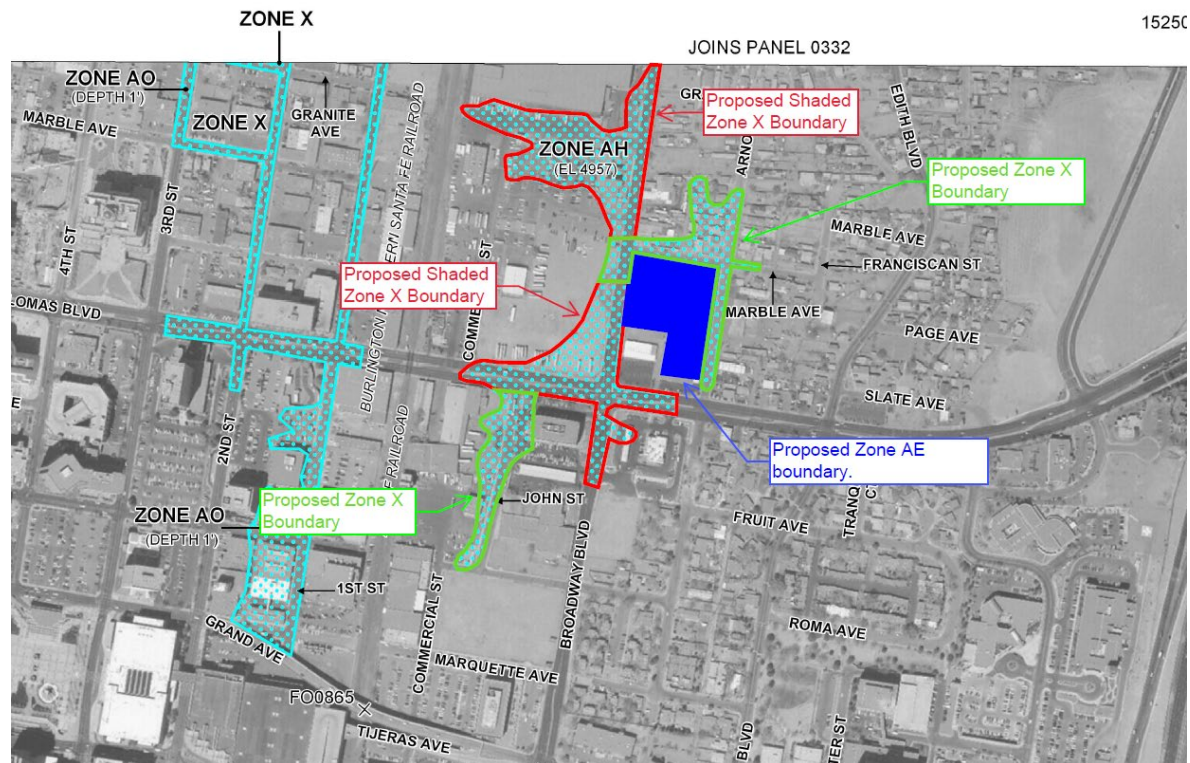 ZONE X
15250
JOINS PANEL 0332
ZONE AO
(DEPTH 1')
MARBLE AVE
ZONE X
GRANITE
AVE
ZONE AH
(EL 4957)
Proposed Shaded
Zone X Boundary
EDITH BLVD
Proposed Zone X
Boundary
3RD ST
4TH ST
COMMERCIAL ST
MARBLE AVE
FRANCISCAN ST
Proposed Shaded
Zone X Boundary
MARBLE AVE
PAGE AVE
LOMAS BLVD
SLATE AVE
2ND ST
Proposed Zone AE
boundary.
Proposed Zone X
Boundary
JOHN ST
ZONE AO
(DEPTH 1')
FRUIT AVE
1ST ST
GRAND AVE
COMMERCIAL ST
BROADWAY BLVD
ROMA AVE
MARQUETTE AVE
FO0865
TIJERAS AVE
BLVD